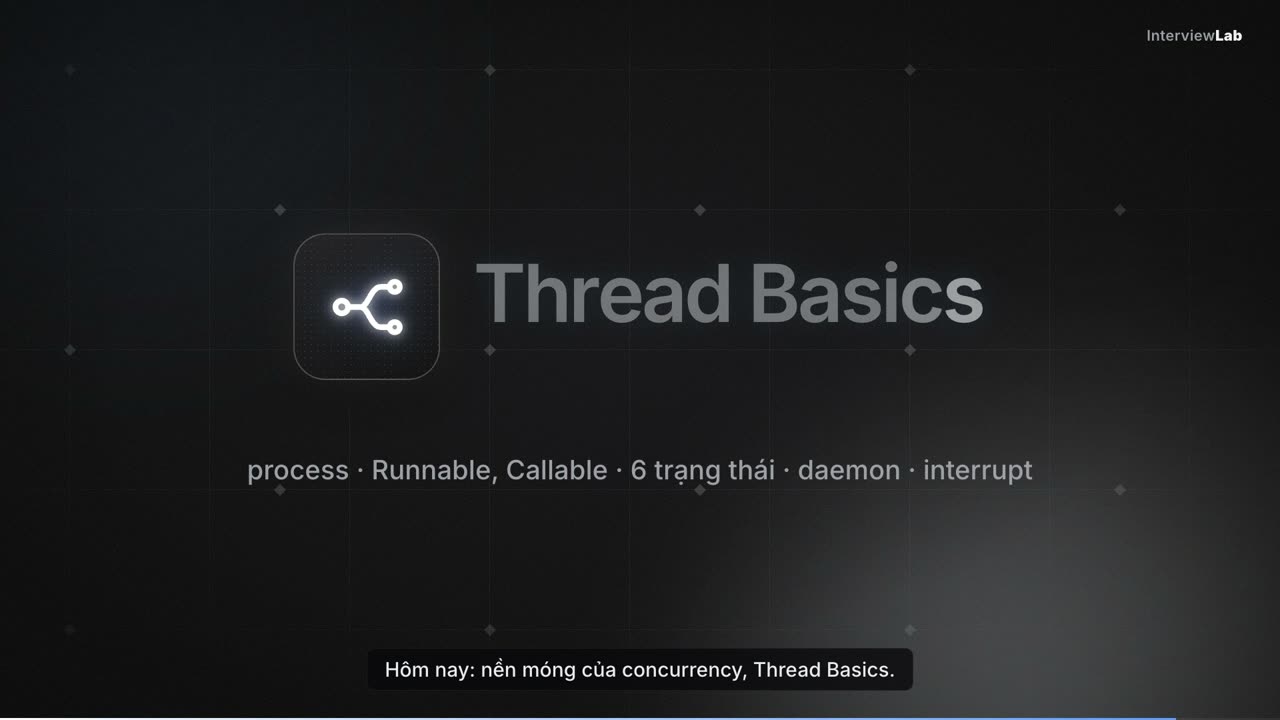 InterviewLab
Thread Basics
process · Runnable, Callable · 6 trạng thái · daemon · interrupt
Hôm nay: nền móng của concurrency, Thread Basics.